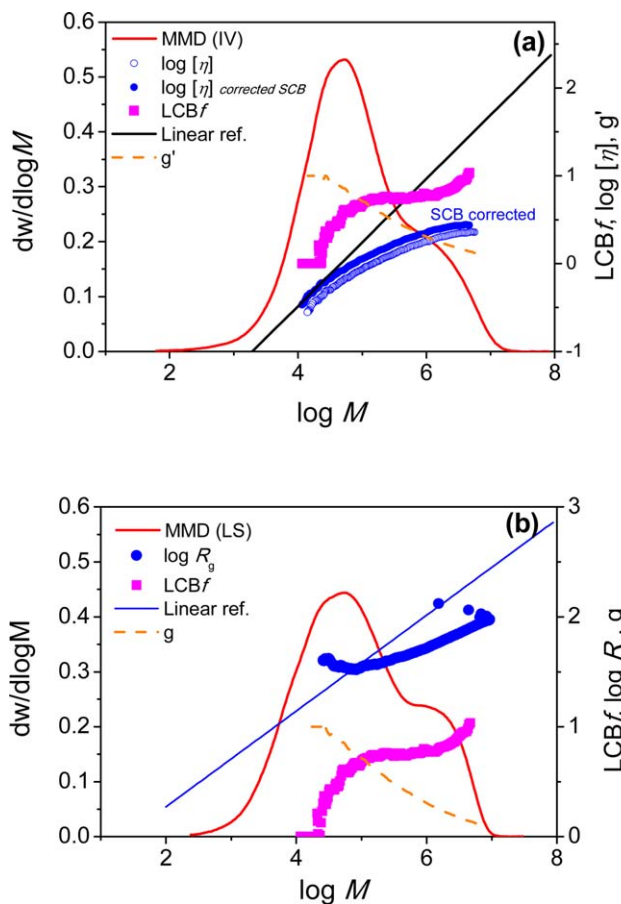 (a)
MMD (IV)
log [η]
log [η] corrected SCB
LCBf
Linear ref.
g'
SCB corrected
0.6
0.5
0.4
0.3
0.2
0.1
0.0
dw/dlogM
2
1
0
-1
LCBf, log [η], g'
2 4 6 8
log M
(b)
MMD (LS)
log Rg
LCBf
Linear ref.
g
0.6
0.5
0.4
0.3
0.2
0.1
0.0
dw/dlogM
3
2
1
0
LCBf, log R , g
2 4 6 8
log M